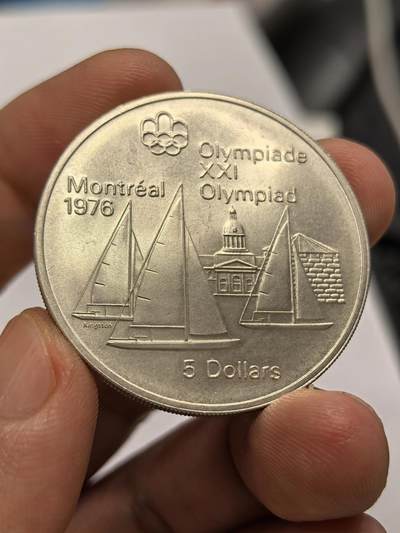 Olympiade
XXI
Olympiad
Montréal
1976
Kingston
5 Dollars